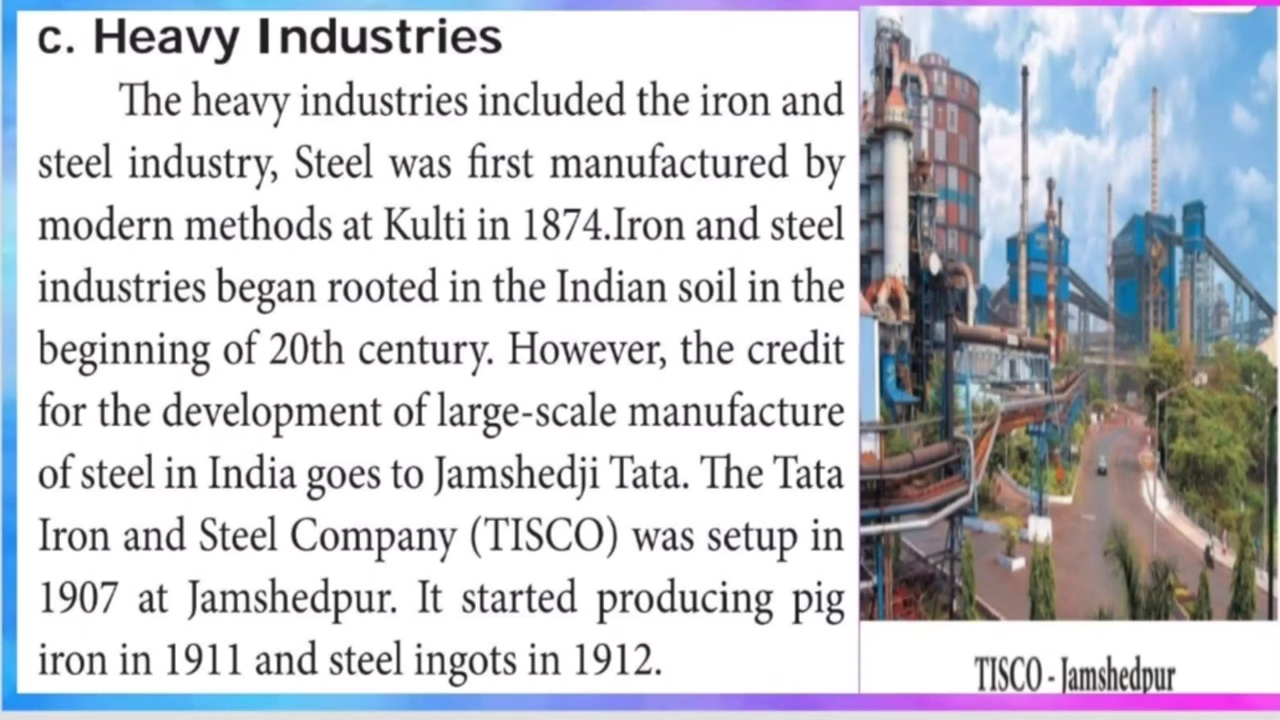 c. Heavy Industries
The heavy industries included the iron and
steel industry, Steel was first manufactured by
modern methods at Kulti in 1874.Iron and steel
industries began rooted in the Indian soil in the
beginning of 20th century. However, the credit
for the development of large-scale manufacture
of steel in India goes to Jamshedji Tata. The Tata
Iron and Steel Company (TISCO) was setup in
1907 at Jamshedpur. It started producing pig
iron in 1911 and steel ingots in 1912.
TISCO - Jamshedpur